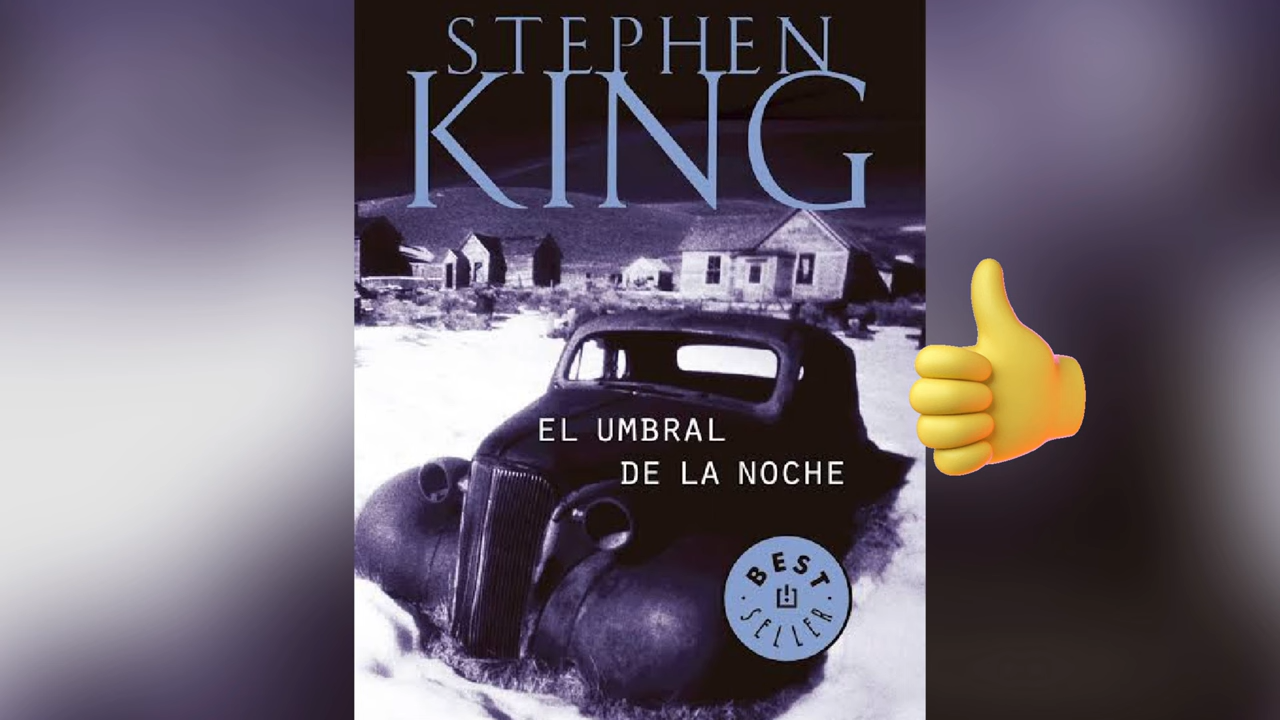 STEPHEN
KING
EL UMBRAL
DE LA NOCHE
BEST
SELLER